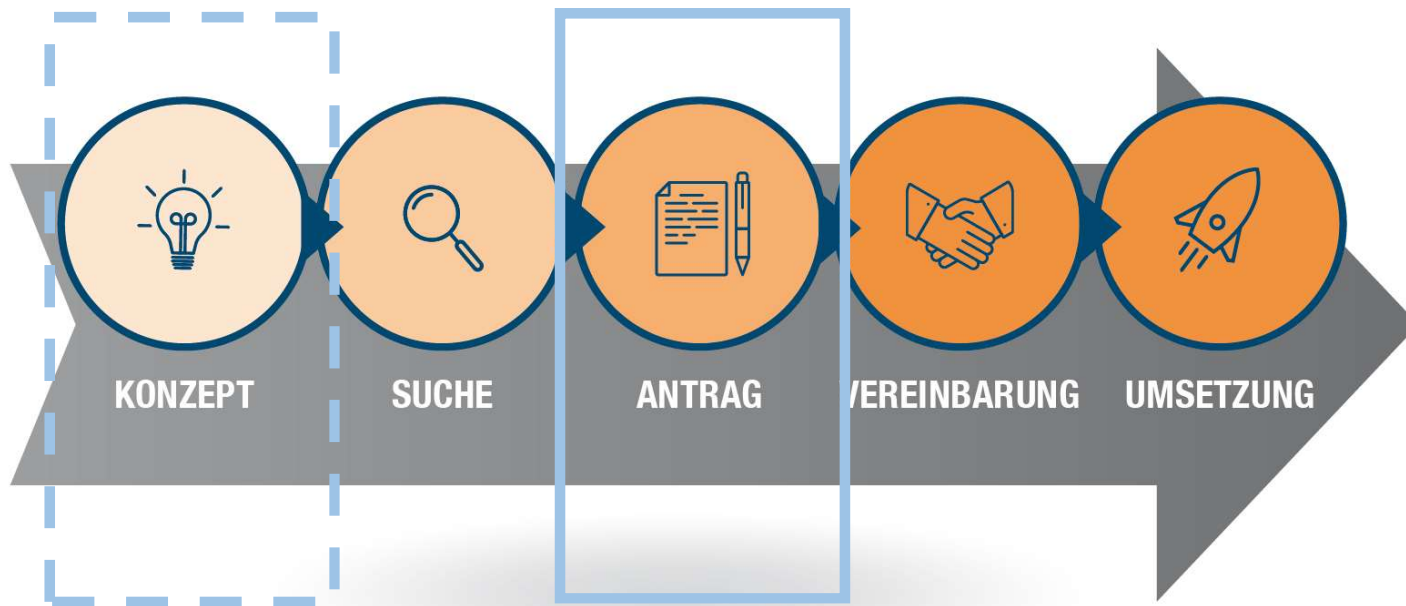 KONZEPT
SUCHE
ANTRAG
VEREINBARUNG
UMSETZUNG